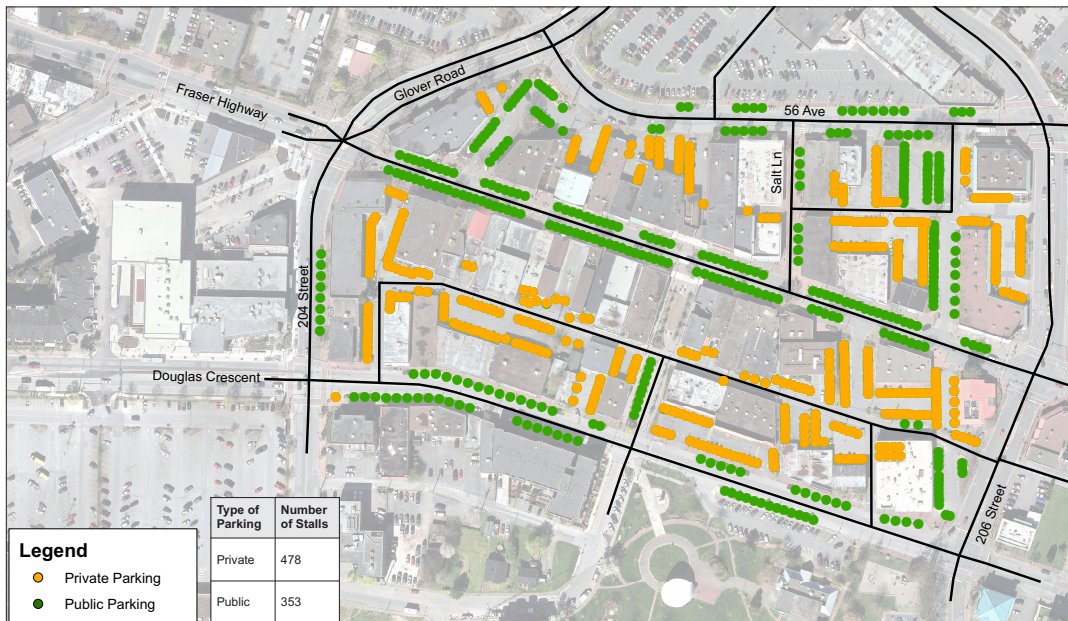 Glover Road
Fraser Highway
56 Ave
Salt Ln
204 Street
Douglas Crescent
206 Street
Type of
Parking
Number
of Stalls
Private
478
Public
353
Legend
Private Parking
Public Parking